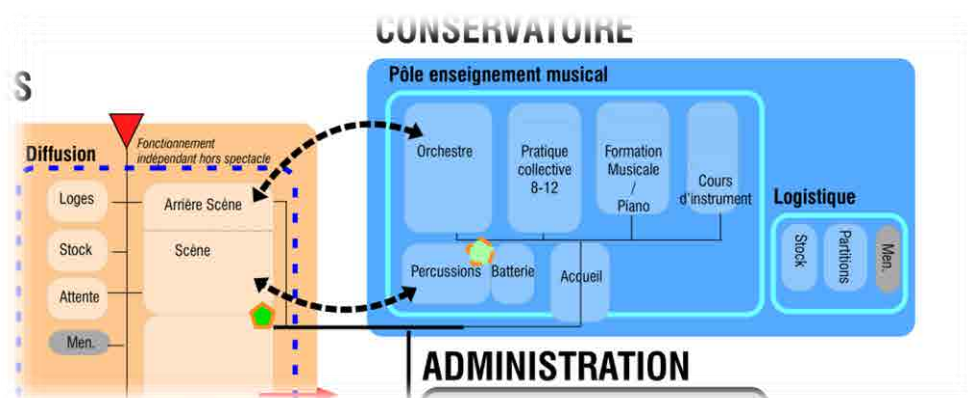 CONSERVATOIRE
Pôle enseignement musical
S
Diffusion
Fonctionnement
indépendant hors spectacle
Loges
Arrière Scène
Stock
Scène
Attente
Men.
Orchestre
Pratique
collective
8-12
Formation
Musicale
/
Piano
Cours
d'instrument
Percussions
Batterie
Accueil
Logistique
Stock
Partitions
Men.
ADMINISTRATION